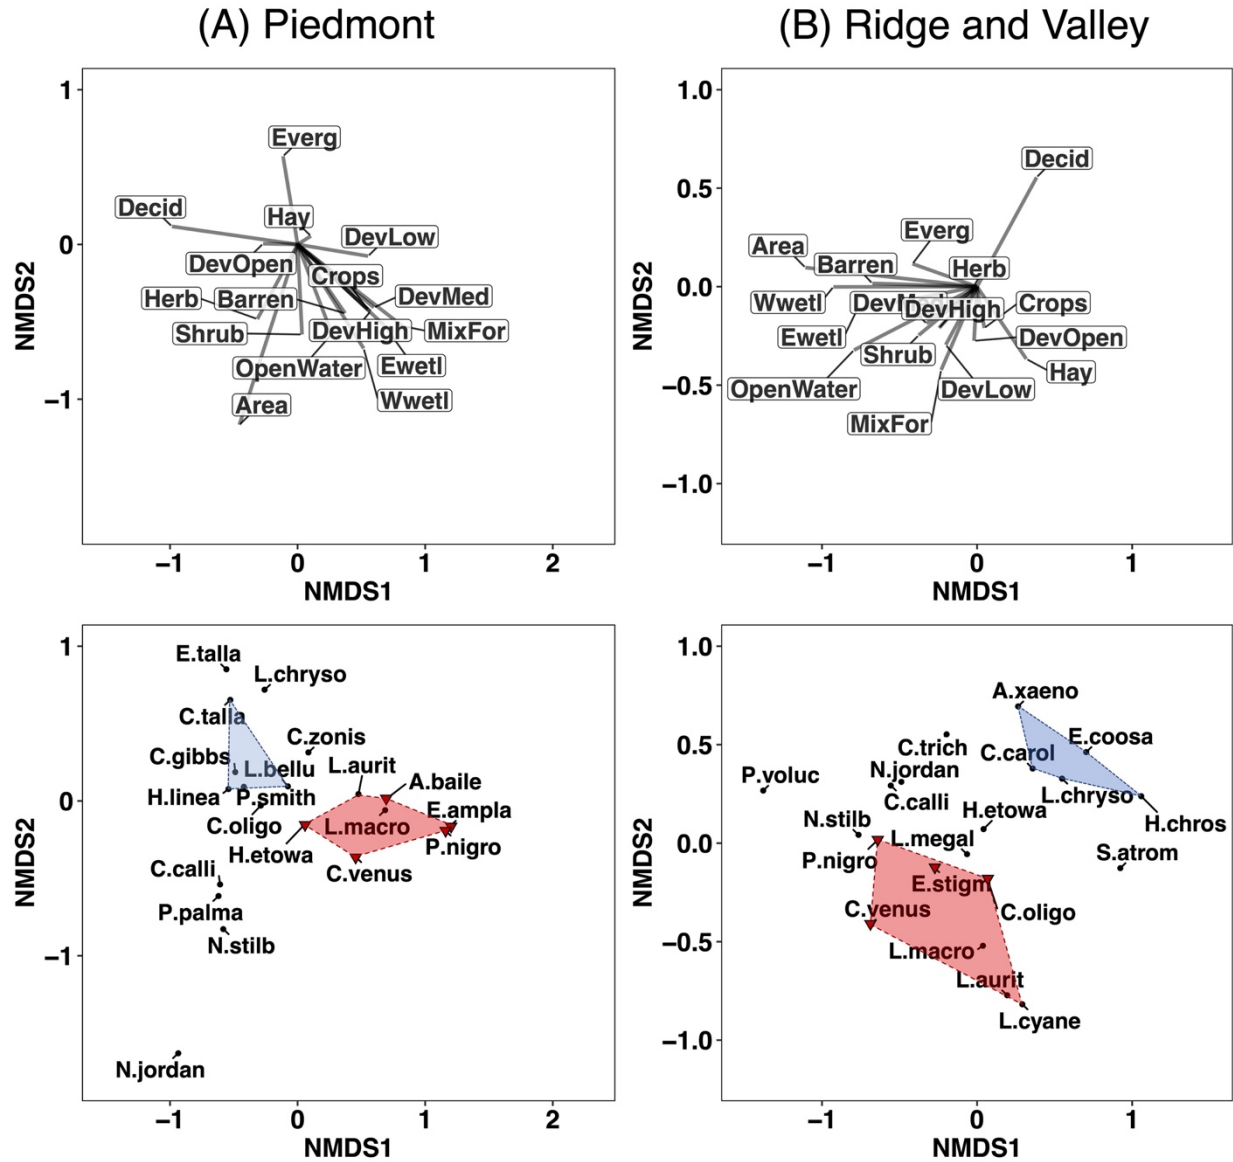 (A) Piedmont
(B) Ridge and Valley
1
0
−1
NMDS2
Everg
Decid
Hay
DevLow
DevOpen
Crops
Herb
Barren
DevMed
Shrub
DevHigh
MixFor
OpenWater
Ewetl
Area
Wwetl
−1
0
1
2
NMDS1
1.0
0.5
0.0
−0.5
−1.0
NMDS2
Decid
Everg
Area
Barren
Herb
Wwetl
DevHigh
Crops
Ewetl
DevOpen
Shrub
Hay
OpenWater
DevLow
MixFor
−1
0
1
NMDS1
1
0
−1
NMDS2
E.talla
L.chryso
C.talla
C.zonis
C.gibbs
L.bellu
L.aurit
A.baile
H.linea
P.smith
E.ampla
C.oligo
L.macro
H.etowa
P.nigro
C.calli
C.venus
P.palma
N.stilb
N.jordan
−1
0
1
2
NMDS1
1.0
0.5
0.0
−0.5
−1.0
NMDS2
A.xaeno
C.trich
C.carol
E.coosa
P.voluc
N.jordan
C.calli
L.chryso
H.etowa
H.chros
N.stilb
L.megal
P.nigro
S.atrom
E.stigm
C.venus
C.oligo
L.macro
L.aurit
L.cyane
−1
0
1
NMDS1